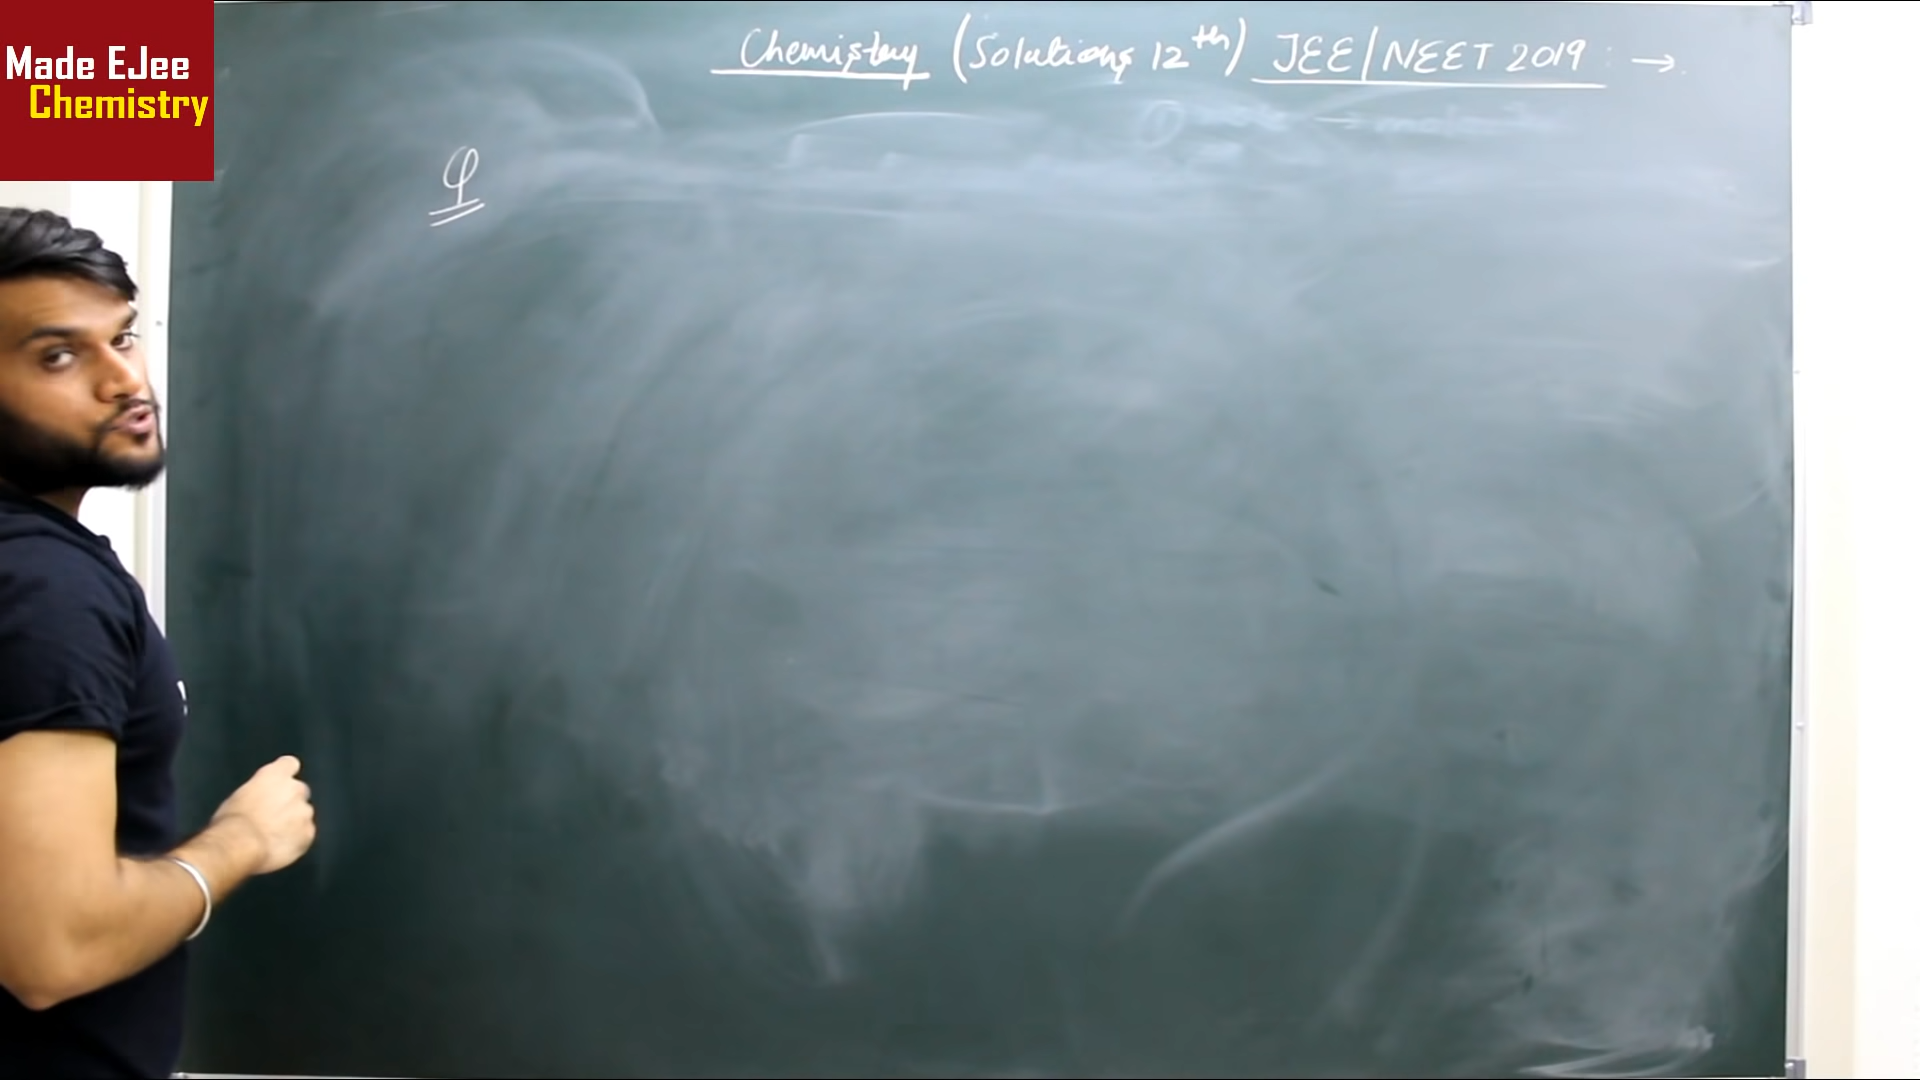 Made EJee
Chemistry
Chemistry (Solutions 12th) JEE/NEET 2019 : →
Q